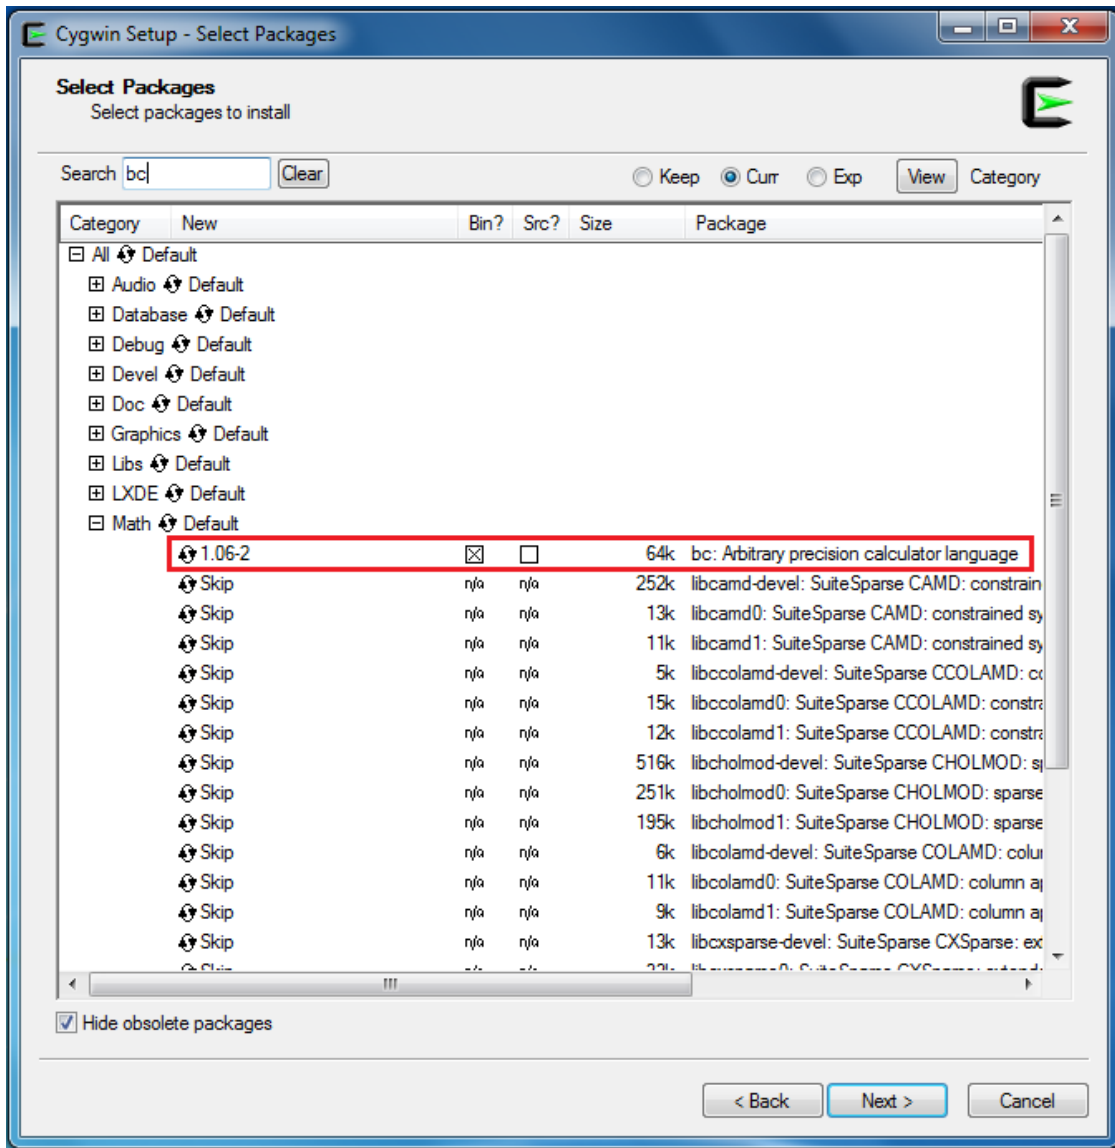 Cygwin Setup - Select Packages
Select Packages
Select packages to install
Search bc Clear Keep Curr Exp View Category
Category New Bin? Src? Size Package
All Default
Audio Default
Database Default
Debug Default
Devel Default
Doc Default
Graphics Default
Libs Default
LXDE Default
Math Default
1.06-2 64k bc: Arbitrary precision calculator language
Skip n/a n/a 252k libcamd-devel: SuiteSparse CAMD: constrain
Skip n/a n/a 13k libcamd0: SuiteSparse CAMD: constrained sy
Skip n/a n/a 11k libcamd1: SuiteSparse CAMD: constrained sy
Skip n/a n/a 5k libccolamd-devel: SuiteSparse CCOLAMD: co
Skip n/a n/a 15k libccolamd0: SuiteSparse CCOLAMD: constra
Skip n/a n/a 12k libccolamd1: SuiteSparse CCOLAMD: constra
Skip n/a n/a 516k libcholmod-devel: SuiteSparse CHOLMOD: sp
Skip n/a n/a 251k libcholmod0: SuiteSparse CHOLMOD: sparse
Skip n/a n/a 195k libcholmod1: SuiteSparse CHOLMOD: sparse
Skip n/a n/a 6k libcolamd-devel: SuiteSparse COLAMD: colu
Skip n/a n/a 11k libcolamd0: SuiteSparse COLAMD: column a
Skip n/a n/a 9k libcolamd1: SuiteSparse COLAMD: column a
Skip n/a n/a 13k libcxsparse-devel: SuiteSparse CXSparse: ex
Hide obsolete packages
< Back Next > Cancel